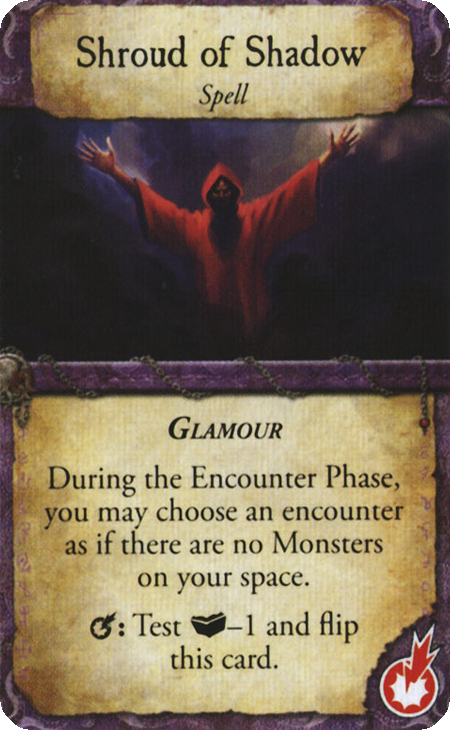 Shroud of Shadow
Spell
GLAMOUR
During the Encounter Phase,
you may choose an encounter
as if there are no Monsters
on your space.
: Test –1 and flip
this card.